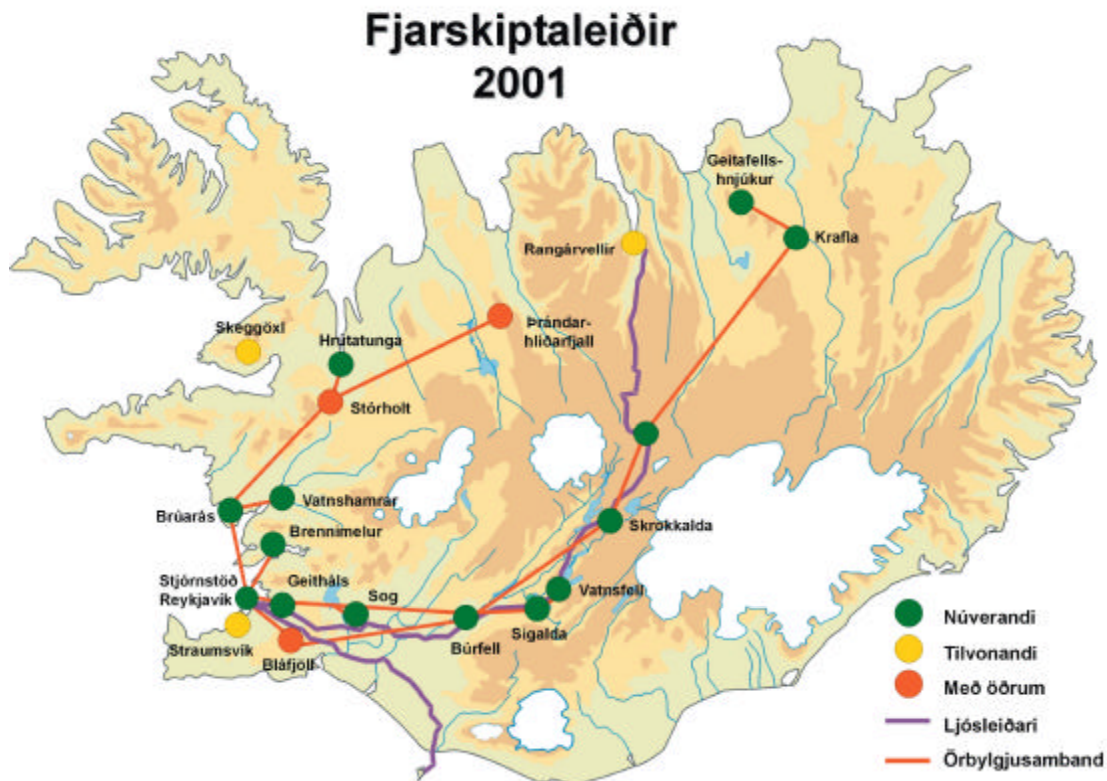 Fjarskiptaleiðir
2001
Geitafells-
hnjúkur
Krafla
Rangárvellir
Skeggöxl
Hrútatunga
Þrándar-
hlíðarfjall
Stórholt
Brúarás
Vatnshamrar
Brennimelur
Skrokkalda
Stjórnstöð
Reykjavík
Geitháls
Sog
Vatnsfell
Straumsvík
Bláfjöll
Búrfell
Sigalda
Núverandi
Tilvonandi
Með öðrum
Ljósleiðari
Örbylgjusamband